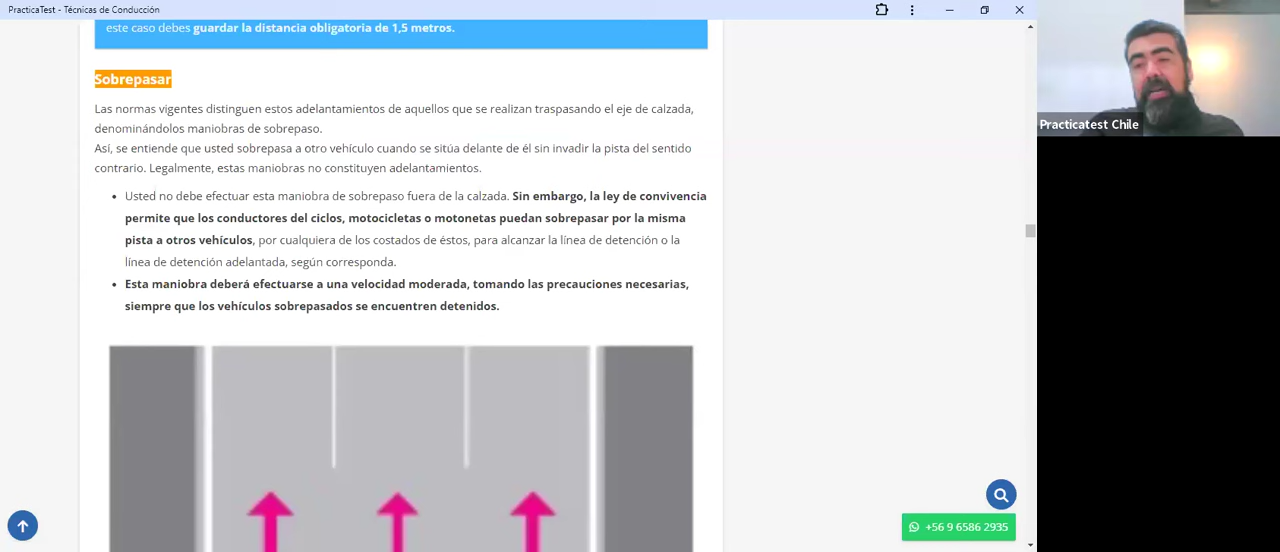 PracticaTest - Técnicas de Conducción
este caso debes guardar la distancia obligatoria de 1,5 metros.
Sobrepasar
Las normas vigentes distinguen estos adelantamientos de aquellos que se realizan traspasando el eje de calzada,
denominándolos maniobras de sobrepaso.
Así, se entiende que usted sobrepasa a otro vehículo cuando se sitúa delante de él sin invadir la pista del sentido
contrario. Legalmente, estas maniobras no constituyen adelantamientos.
Usted no debe efectuar esta maniobra de sobrepaso fuera de la calzada. Sin embargo, la ley de convivencia
permite que los conductores del ciclos, motocicletas o motonetas puedan sobrepasar por la misma
pista a otros vehículos, por cualquiera de los costados de éstos, para alcanzar la línea de detención o la
línea de detención adelantada, según corresponda.
Esta maniobra deberá efectuarse a una velocidad moderada, tomando las precauciones necesarias,
siempre que los vehículos sobrepasados se encuentren detenidos.
Practicatest Chile
+56 9 6586 2935